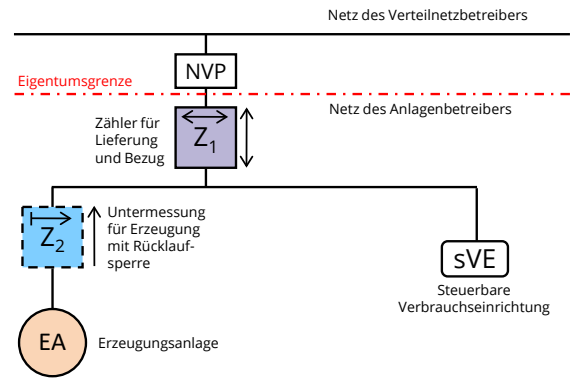 Netz des Verteilnetzbetreibers
NVP
Eigentumsgrenze
Netz des Anlagenbetreibers
Zähler für
Lieferung
und Bezug
Z1
Untermessung
für Erzeugung
mit Rücklauf-
sperre
Z2
sVE
Steuerbare
Verbrauchseinrichtung
EA
Erzeugungsanlage